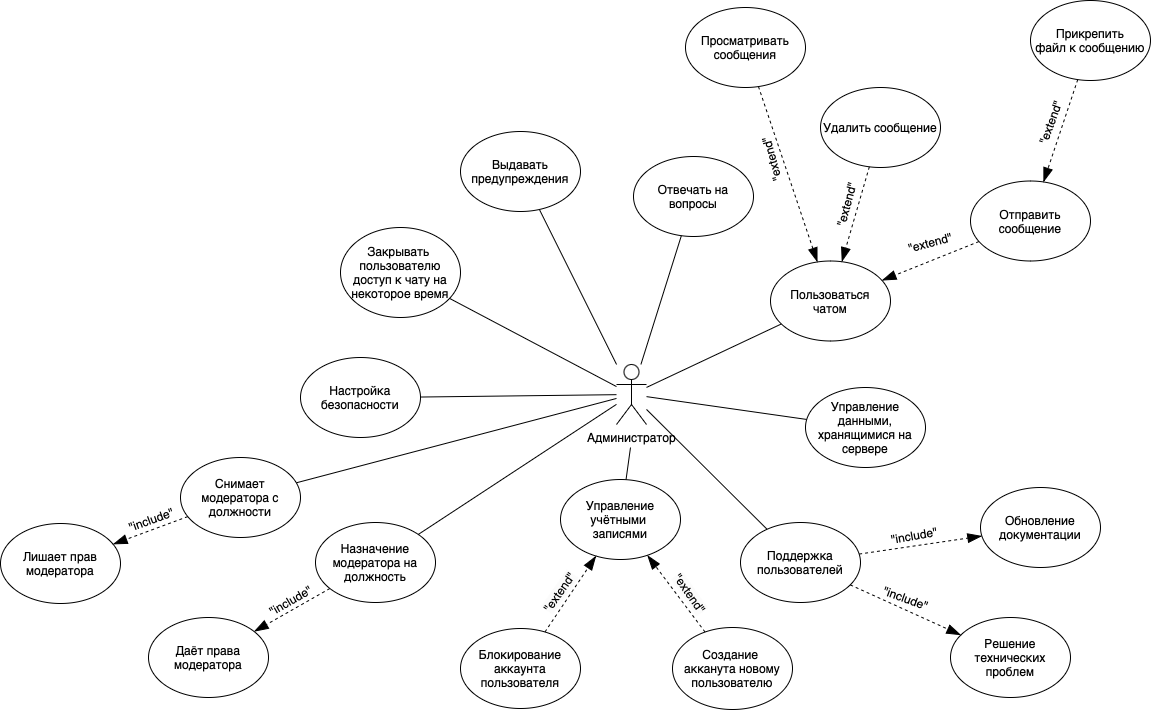 Просматривать
сообщения
Прикрепить
файл к сообщению
Удалить сообщение
"extend"
"extend"
"extend"
Выдавать
предупреждения
Отвечать на
вопросы
Отправить
сообщение
"extend"
Закрывать
пользователю
доступ к чату на
некоторое время
Пользоваться
чатом
Настройка
безопасности
Администратор
Управление
данными,
хранящимися на
сервере
Снимает
модератора с
должности
"include"
Лишает прав
модератора
Назначение
модератора на
должность
"include"
Даёт права
модератора
Управление
учётными
записями
"extend"
"extend"
Блокирование
аккаунта
пользователя
Создание
акканута новому
пользователю
Поддержка
пользователей
"include"
Обновление
документации
"include"
Решение
технических
проблем